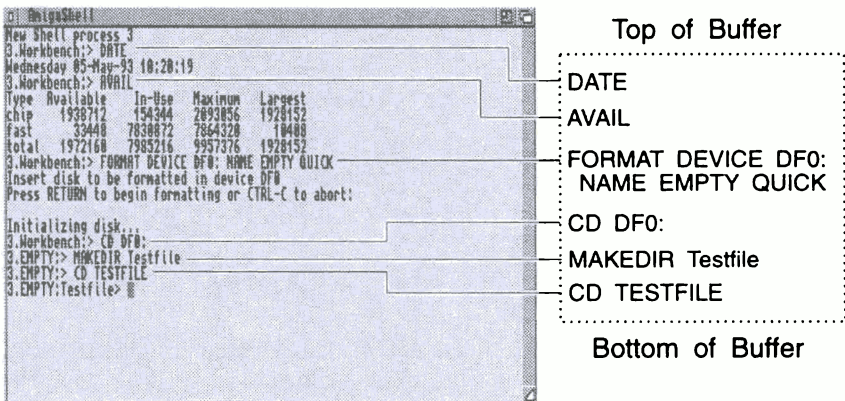 AmigaShell
New Shell process 3
3.Workbench:> DATE
Wednesday 05-May-93 10:20:19
3.Workbench:> AVAIL
Type Available In-Use Maximum Largest
chip 1938712 154344 2093056 1928152
fast 33448 7830872 7864320 10408
total 1972160 7985216 9957376 1928152
3.Workbench:> FORMAT DEVICE DF0: NAME EMPTY QUICK
Insert disk to be formatted in device DF0
Press RETURN to begin formatting or CTRL-C to abort:
Initializing disk...
3.Workbench:> CD DF0:
3.EMPTY:> MAKEDIR Testfile
3.EMPTY:> CD TESTFILE
3.EMPTY:Testfile>
Top of Buffer
DATE
AVAIL
FORMAT DEVICE DF0:
NAME EMPTY QUICK
CD DF0:
MAKEDIR Testfile
CD TESTFILE
Bottom of Buffer